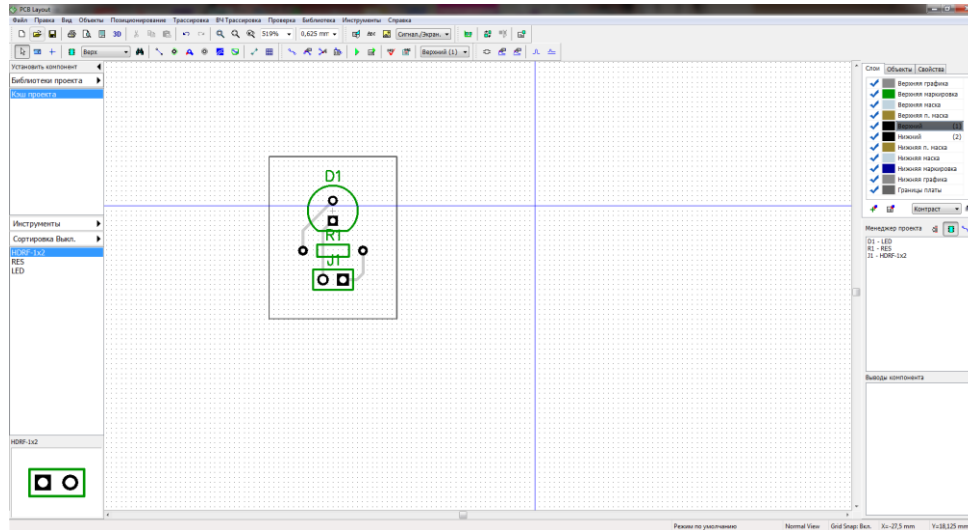 PCB Layout
Файл Правка Вид Объекты Позиционирование Трассировка ВЧ Трассировка Проверка Библиотека Инструменты Справка
3D 519% 0,625 mm ABC Сигнал./Экран.
Верх Верхний (1)
Установить компонент
Библиотеки проекта
Кэш проекта
Инструменты
Сортировка Выкл.
HDRF-1x2
RES
LED
HDRF-1x2
D1
R1
J1
Слои Объекты Свойства
Верхняя графика
Верхняя маркировка
Верхняя маска
Верхняя п. маска
Верхний (1)
Нижний (2)
Нижняя п. маска
Нижняя маска
Нижняя маркировка
Нижняя графика
Границы платы
Контраст
Менеджер проекта
D1 - LED
R1 - RES
J1 - HDRF-1x2
Выводы компонента
Режим по умолчанию Normal View Grid Snap: Вкл. X=-27,5 mm Y=18,125 mm